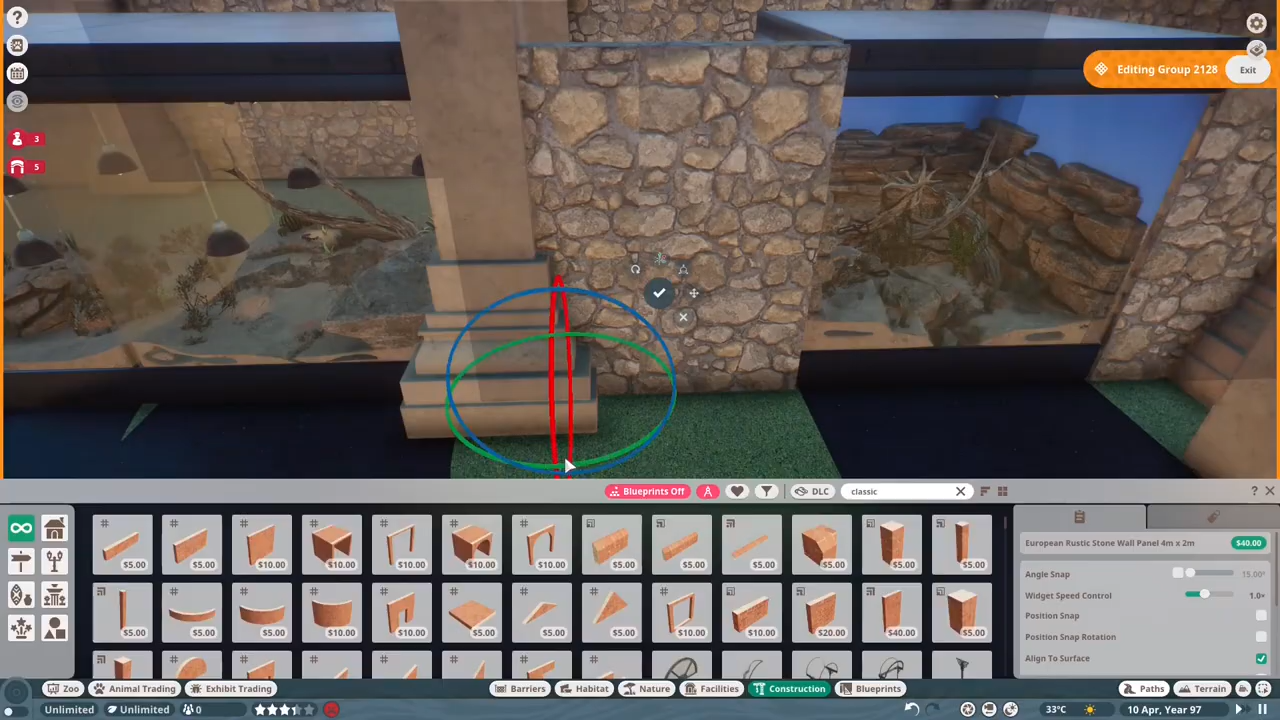 ?
Editing Group 2128
Exit
3
5
Blueprints Off
DLC
classic
? ×
$5.00 $5.00 $10.00 $10.00 $10.00 $10.00 $10.00 $5.00 $5.00 $5.00 $5.00 $5.00 $5.00
European Rustic Stone Wall Panel 4m x 2m $40.00
Angle Snap 15.00°
Widget Speed Control 1.0×
$5.00 $5.00 $10.00 $10.00 $10.00 $5.00 $5.00 $5.00 $10.00 $10.00 $20.00 $40.00 $5.00
Position Snap
Position Snap Rotation
Align To Surface
Zoo Animal Trading Exhibit Trading Barriers Habitat Nature Facilities Construction Blueprints Paths Terrain
Unlimited Unlimited 0 33°C 10 Apr, Year 97